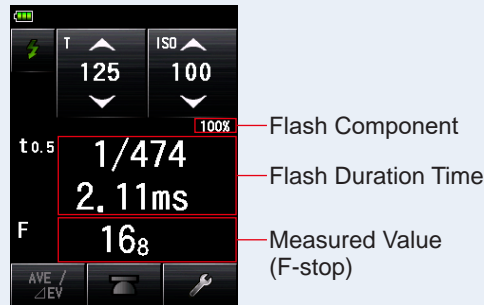 T
ISO
125
100
100%
Flash Component
t0.5
1/474
2.11ms
Flash Duration Time
F
168
Measured Value
(F-stop)
AVE /
⊿EV